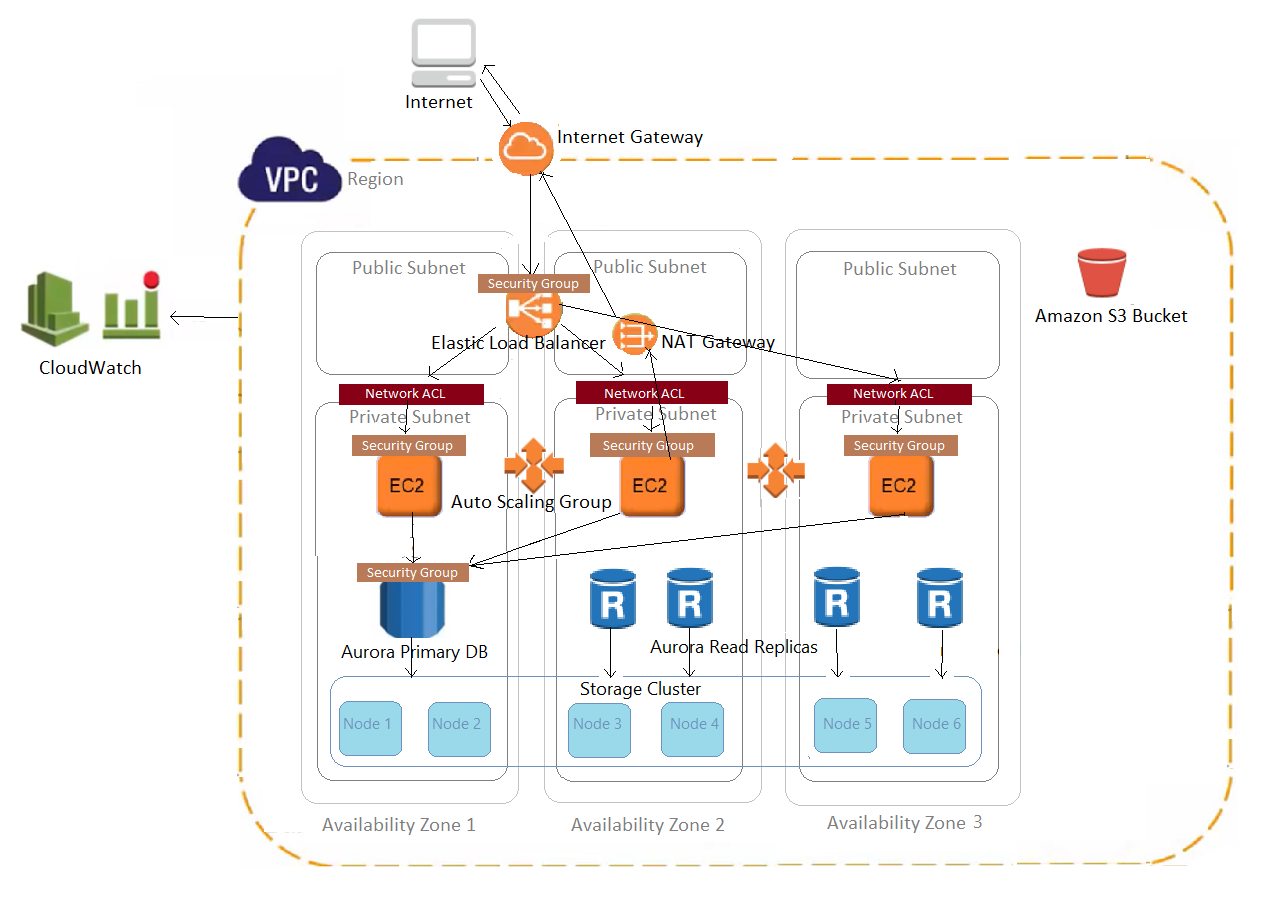 Internet
Internet Gateway
VPC
Region
Public Subnet
Public Subnet
Public Subnet
Security Group
Amazon S3 Bucket
Elastic Load Balancer
NAT Gateway
CloudWatch
Network ACL
Network ACL
Network ACL
Private Subnet
Private Subnet
Private Subnet
Security Group
Security Group
Security Group
EC2
EC2
EC2
Auto Scaling Group
Security Group
R
R
R
R
Aurora Primary DB
Aurora Read Replicas
Storage Cluster
Node 1
Node 2
Node 3
Node 4
Node 5
Node 6
Availability Zone 1
Availability Zone 2
Availability Zone 3